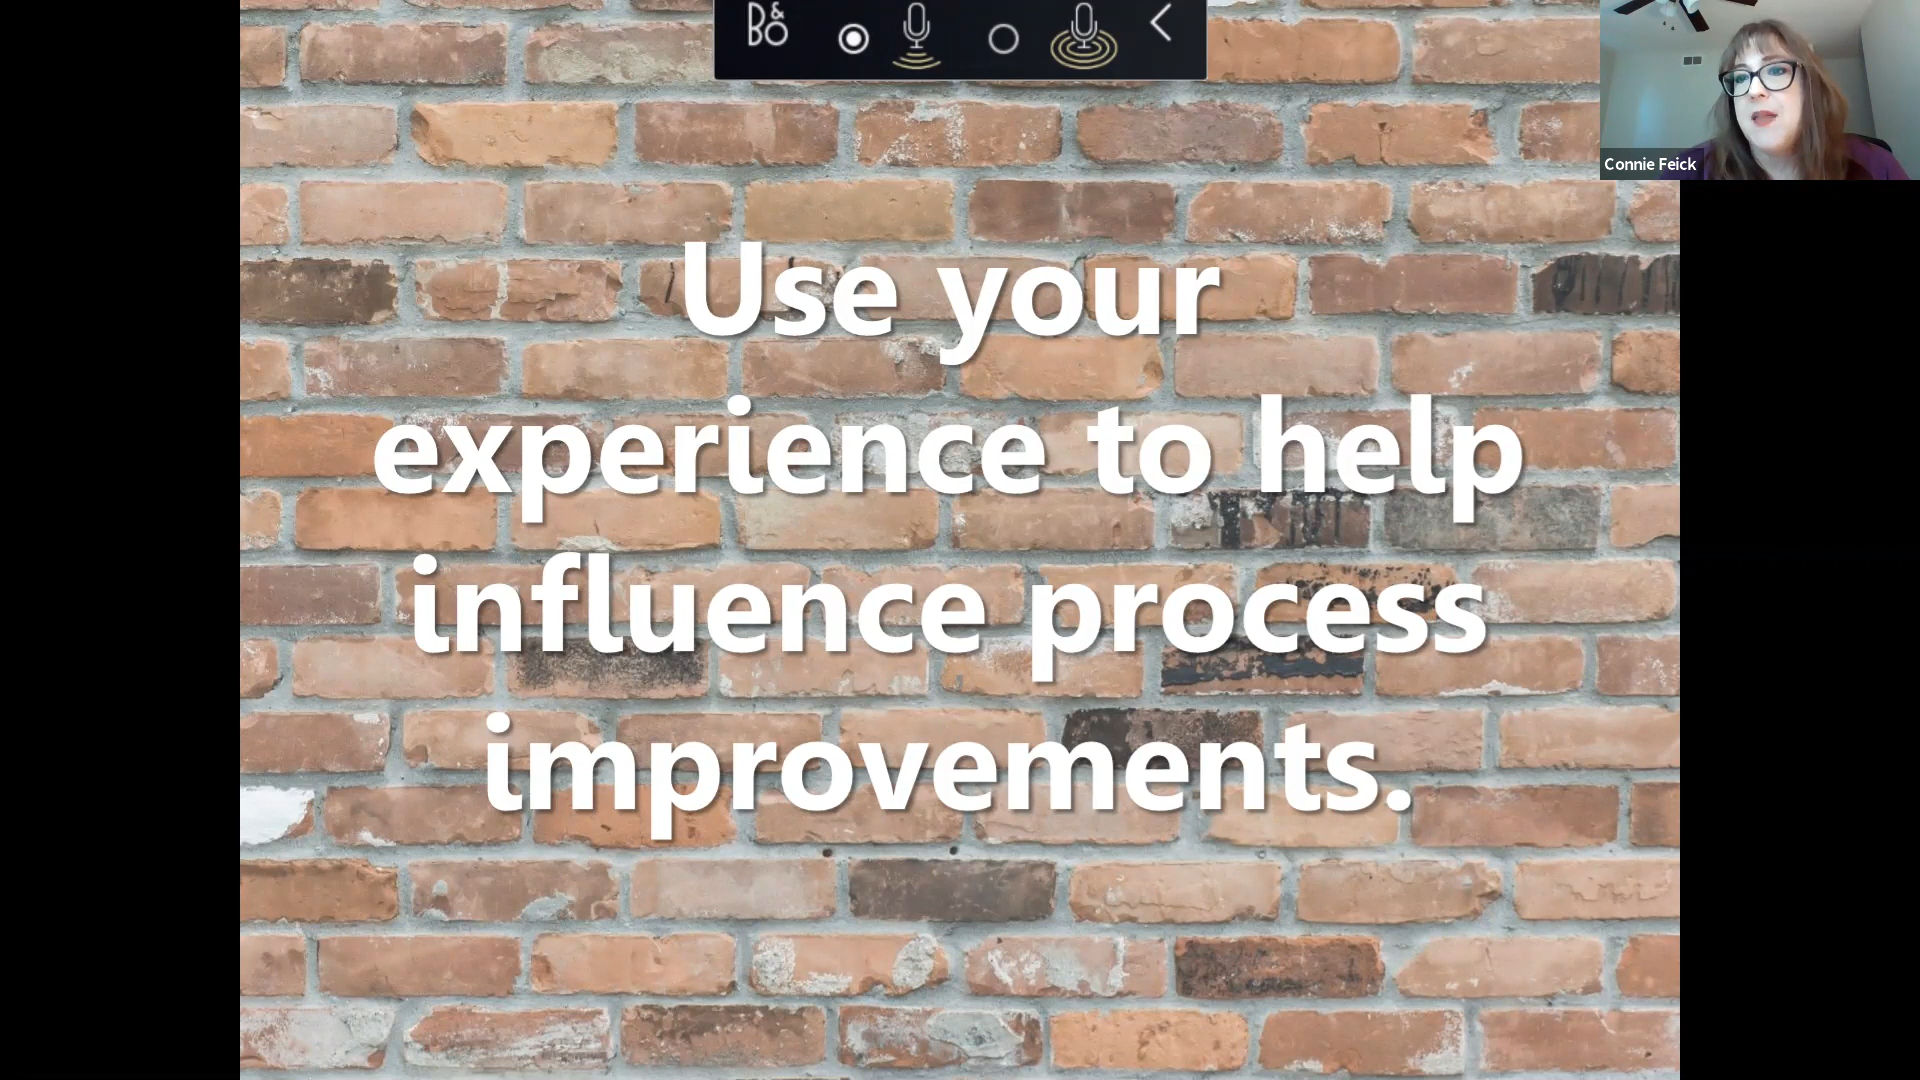 B&O
Connie Feick
Use your
experience to help
influence process
improvements.